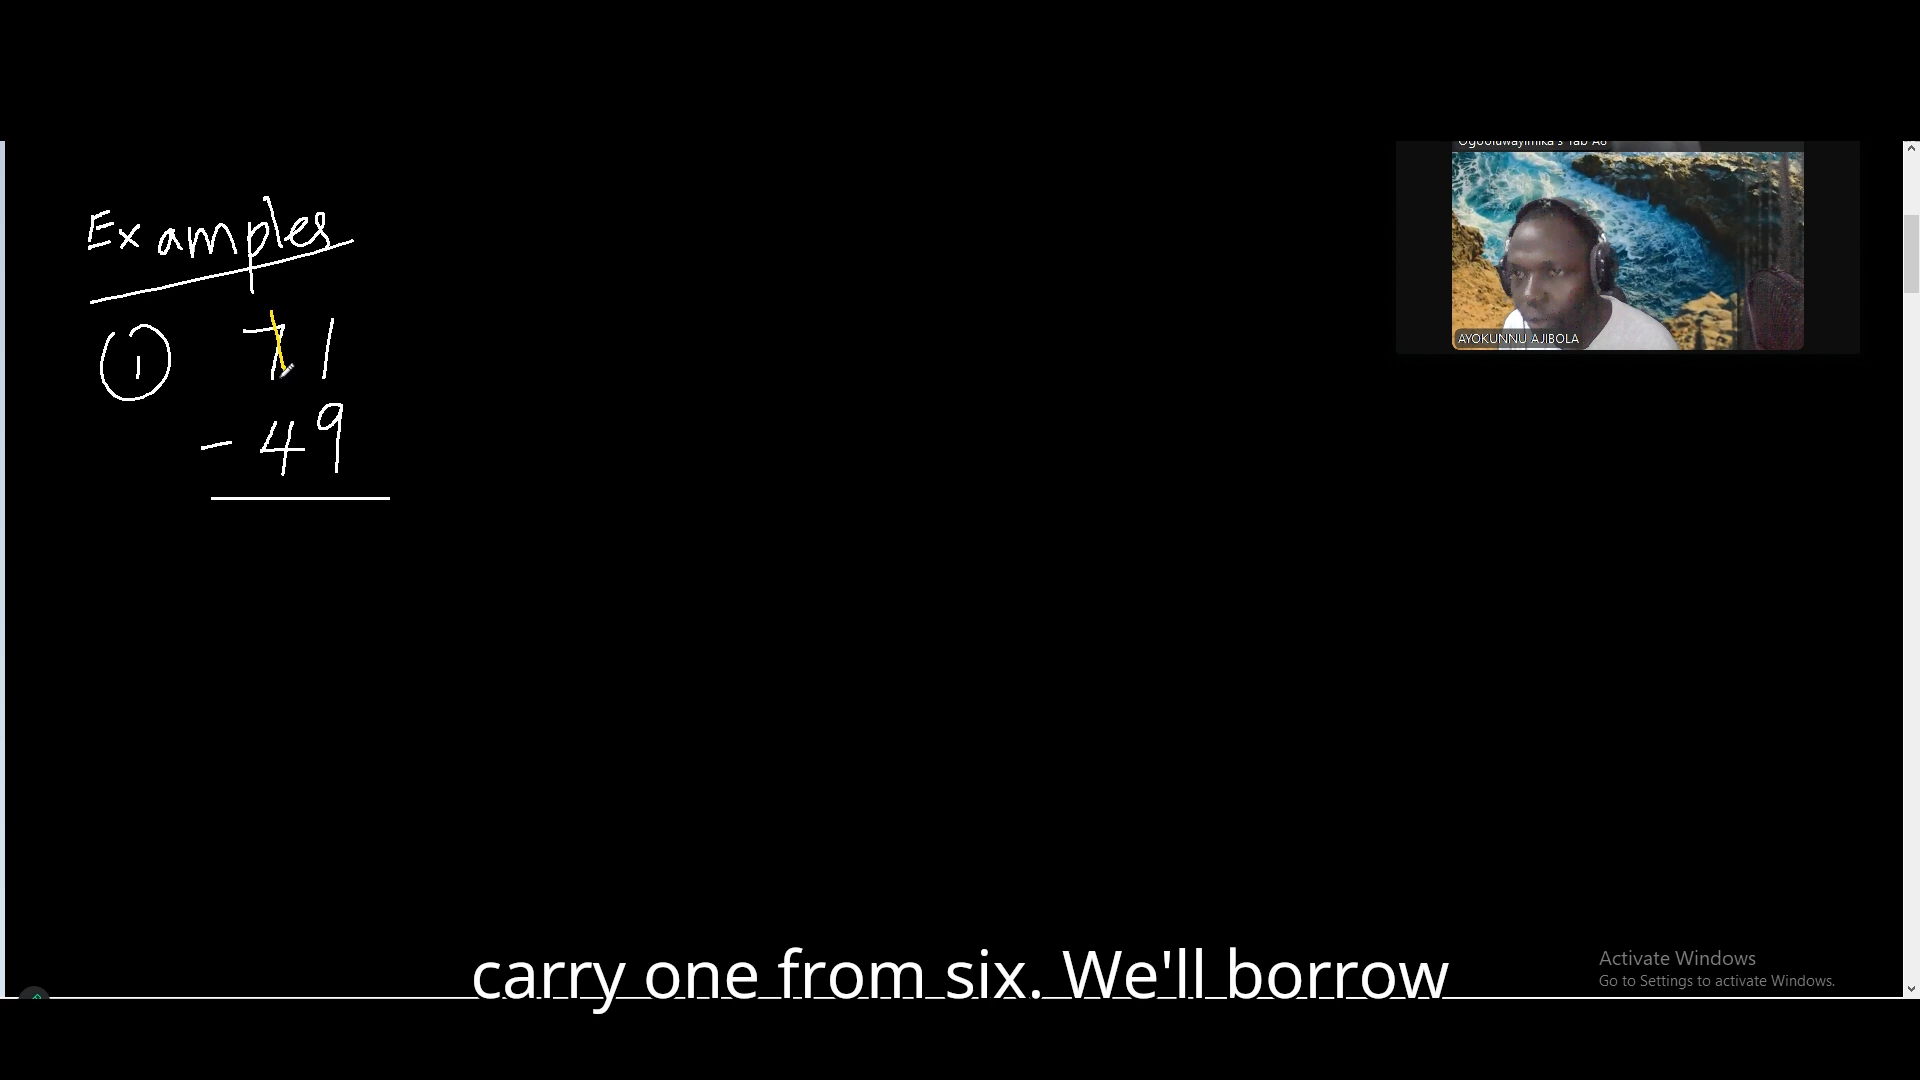 Ogboluwayimika's Tab A8
Examples
AYOKUNNU AJIBOLA
① 71
- 49
carry one from six. We'll borrow
Activate Windows
Go to Settings to activate Windows.